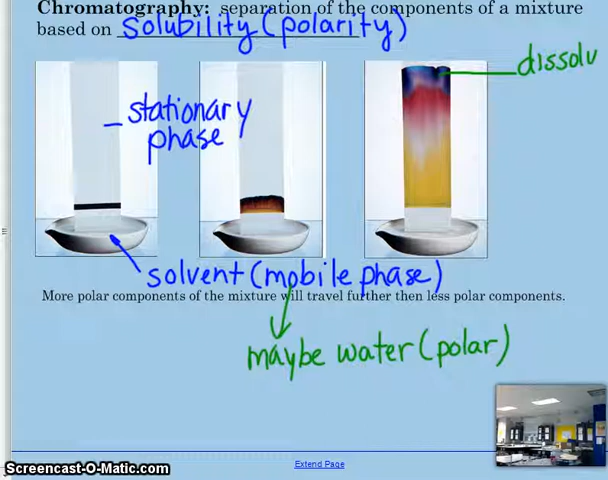 Chromatography: separation of the components of a mixture
based on solubility (polarity)
dissolv
stationary
phase
solvent (mobile phase)
More polar components of the mixture will travel further then less polar components.
maybe water (polar)
Extend Page
Screencast-O-Matic.com